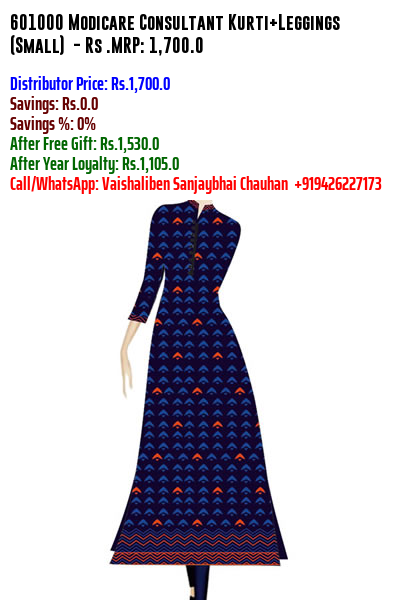 601000 Modicare Consultant Kurti+Leggings
(Small) - Rs .MRP: 1,700.0
Distributor Price: Rs.1,700.0
Savings: Rs.0.0
Savings %: 0%
After Free Gift: Rs.1,530.0
After Year Loyalty: Rs.1,105.0
Call/WhatsApp: Vaishaliben Sanjaybhai Chauhan +919426227173